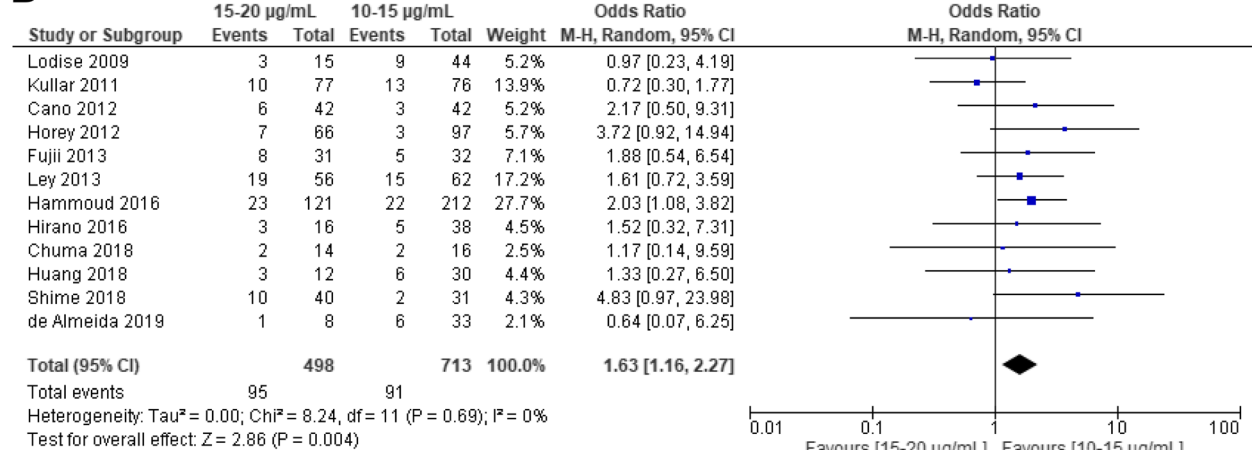 15-20 µg/mL 10-15 µg/mL Odds Ratio Odds Ratio
Study or Subgroup Events Total Events Total Weight M-H, Random, 95% CI M-H, Random, 95% CI
Lodise 2009 3 15 9 44 5.2% 0.97 [0.23, 4.19]
Kullar 2011 10 77 13 76 13.9% 0.72 [0.30, 1.77]
Cano 2012 6 42 3 42 5.2% 2.17 [0.50, 9.31]
Horey 2012 7 66 3 97 5.7% 3.72 [0.92, 14.94]
Fujii 2013 8 31 5 32 7.1% 1.88 [0.54, 6.54]
Ley 2013 19 56 15 62 17.2% 1.61 [0.72, 3.59]
Hammoud 2016 23 121 22 212 27.7% 2.03 [1.08, 3.82]
Hirano 2016 3 16 5 38 4.5% 1.52 [0.32, 7.31]
Chuma 2018 2 14 2 16 2.5% 1.17 [0.14, 9.59]
Huang 2018 3 12 6 30 4.4% 1.33 [0.27, 6.50]
Shime 2018 10 40 2 31 4.3% 4.83 [0.97, 23.98]
de Almeida 2019 1 8 6 33 2.1% 0.64 [0.07, 6.25]
Total (95% CI) 498 713 100.0% 1.63 [1.16, 2.27]
Total events 95 91
Heterogeneity: Tau² = 0.00; Chi² = 8.24, df = 11 (P = 0.69); I² = 0%
Test for overall effect: Z = 2.86 (P = 0.004)
0.01 0.1 1 10 100
Favours [15-20 µg/mL] Favours [10-15 µg/mL]